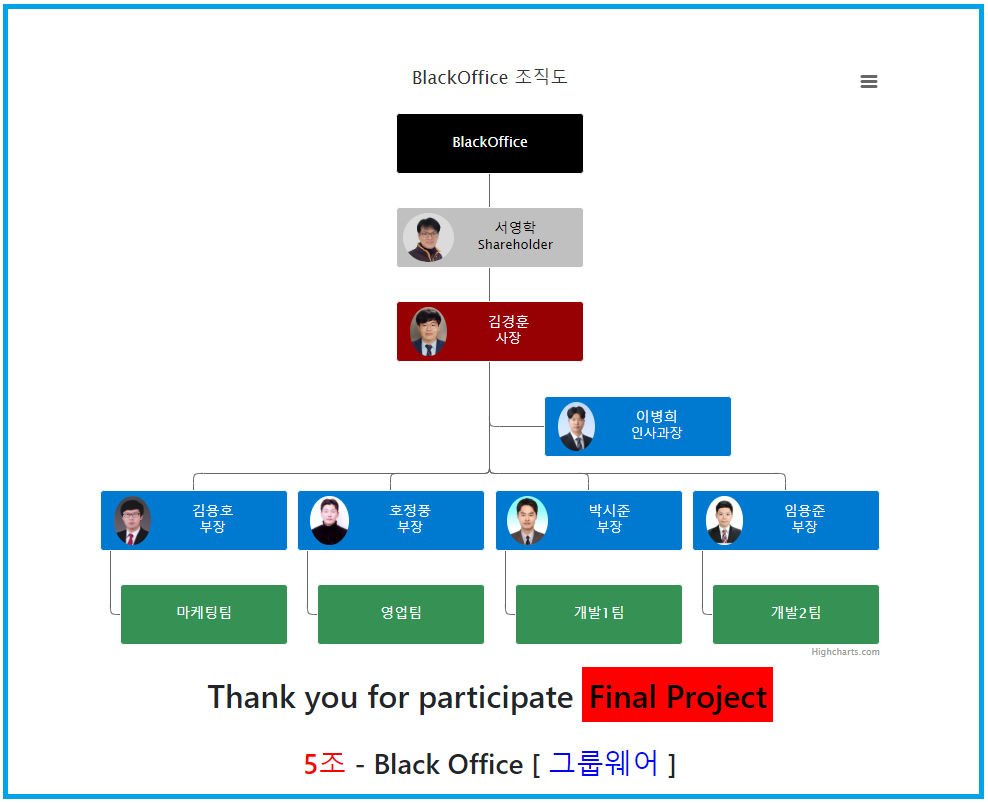 BlackOffice 조직도
BlackOffice
서영학
Shareholder
김경훈
사장
이병희
인사과장
김용호
부장
호정풍
부장
박시준
부장
임용준
부장
마케팅팀
영업팀
개발1팀
개발2팀
Highcharts.com
Thank you for participate Final Project
5조 - Black Office [ 그룹웨어 ]